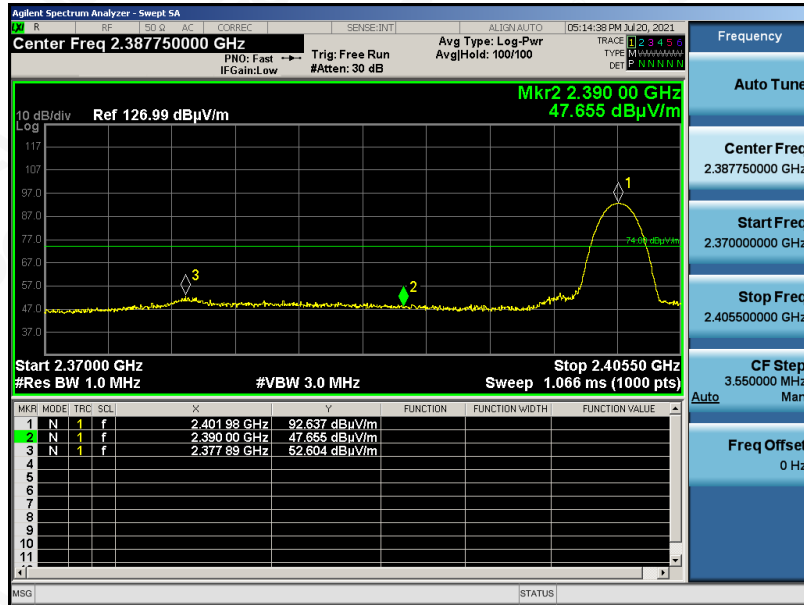 Agilent Spectrum Analyzer - Swept SA
LXI R RF 50 Ω AC CORREC SENSE:INT ALIGN AUTO 05:14:38 PM Jul 20, 2021
Center Freq 2.387750000 GHz
PNO: Fast
IFGain:Low
Trig: Free Run
#Atten: 30 dB
Avg Type: Log-Pwr
Avg|Hold: 100/100
TRACE 1 2 3 4 5 6
TYPE M
DET P N N N N N
Frequency
Mkr2 2.390 00 GHz
47.655 dBμV/m
10 dB/div Ref 126.99 dBμV/m
Log
117
107
97.0
87.0
77.0
67.0
57.0
47.0
37.0
1
2
3
74.00 dBμV/m
Start 2.37000 GHz Stop 2.40550 GHz
#Res BW 1.0 MHz #VBW 3.0 MHz Sweep 1.066 ms (1000 pts)
MKR MODE TRC SCL X Y FUNCTION FUNCTION WIDTH FUNCTION VALUE
1 N 1 f 2.401 98 GHz 92.637 dBμV/m
2 N 1 f 2.390 00 GHz 47.655 dBμV/m
3 N 1 f 2.377 89 GHz 52.604 dBμV/m
4
5
6
7
8
9
10
11
MSG STATUS
Auto Tune
Center Freq
2.387750000 GHz
Start Freq
2.370000000 GHz
Stop Freq
2.405500000 GHz
CF Step
3.550000 MHz
Auto Man
Freq Offset
0 Hz